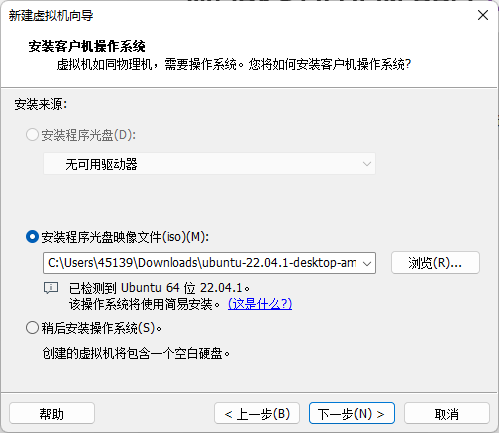 新建虚拟机向导
安装客户机操作系统
虚拟机如同物理机，需要操作系统。您将如何安装客户机操作系统?
安装来源:
安装程序光盘(D):
无可用驱动器
安装程序光盘映像文件(iso)(M):
C:\Users\45139\Downloads\ubuntu-22.04.1-desktop-am
浏览(R)...
已检测到 Ubuntu 64 位 22.04.1。
该操作系统将使用简易安装。(这是什么?)
稍后安装操作系统(S)。
创建的虚拟机将包含一个空白硬盘。
帮助
< 上一步(B)
下一步(N) >
取消